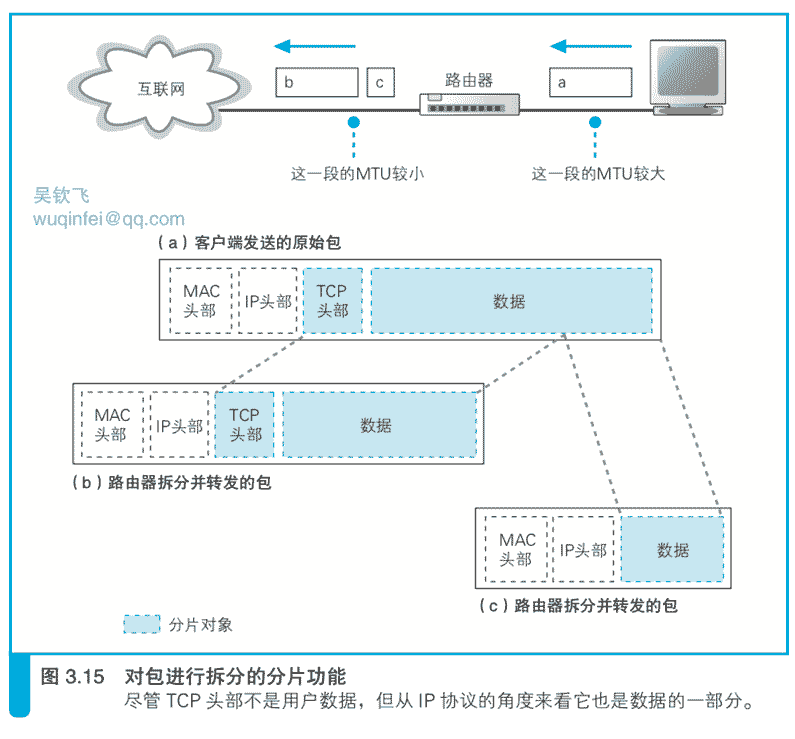 互联网
b
c
路由器
a
这一段的MTU较小
这一段的MTU较大
吴钦飞
wuqinfei@qq.com
(a)客户端发送的原始包
MAC
头部
IP头部
TCP
头部
数据
MAC
头部
IP头部
TCP
头部
数据
(b)路由器拆分并转发的包
MAC
头部
IP头部
数据
(c)路由器拆分并转发的包
分片对象
图 3.15 对包进行拆分的分片功能
尽管 TCP 头部不是用户数据，但从 IP 协议的角度来看它也是数据的一部分。